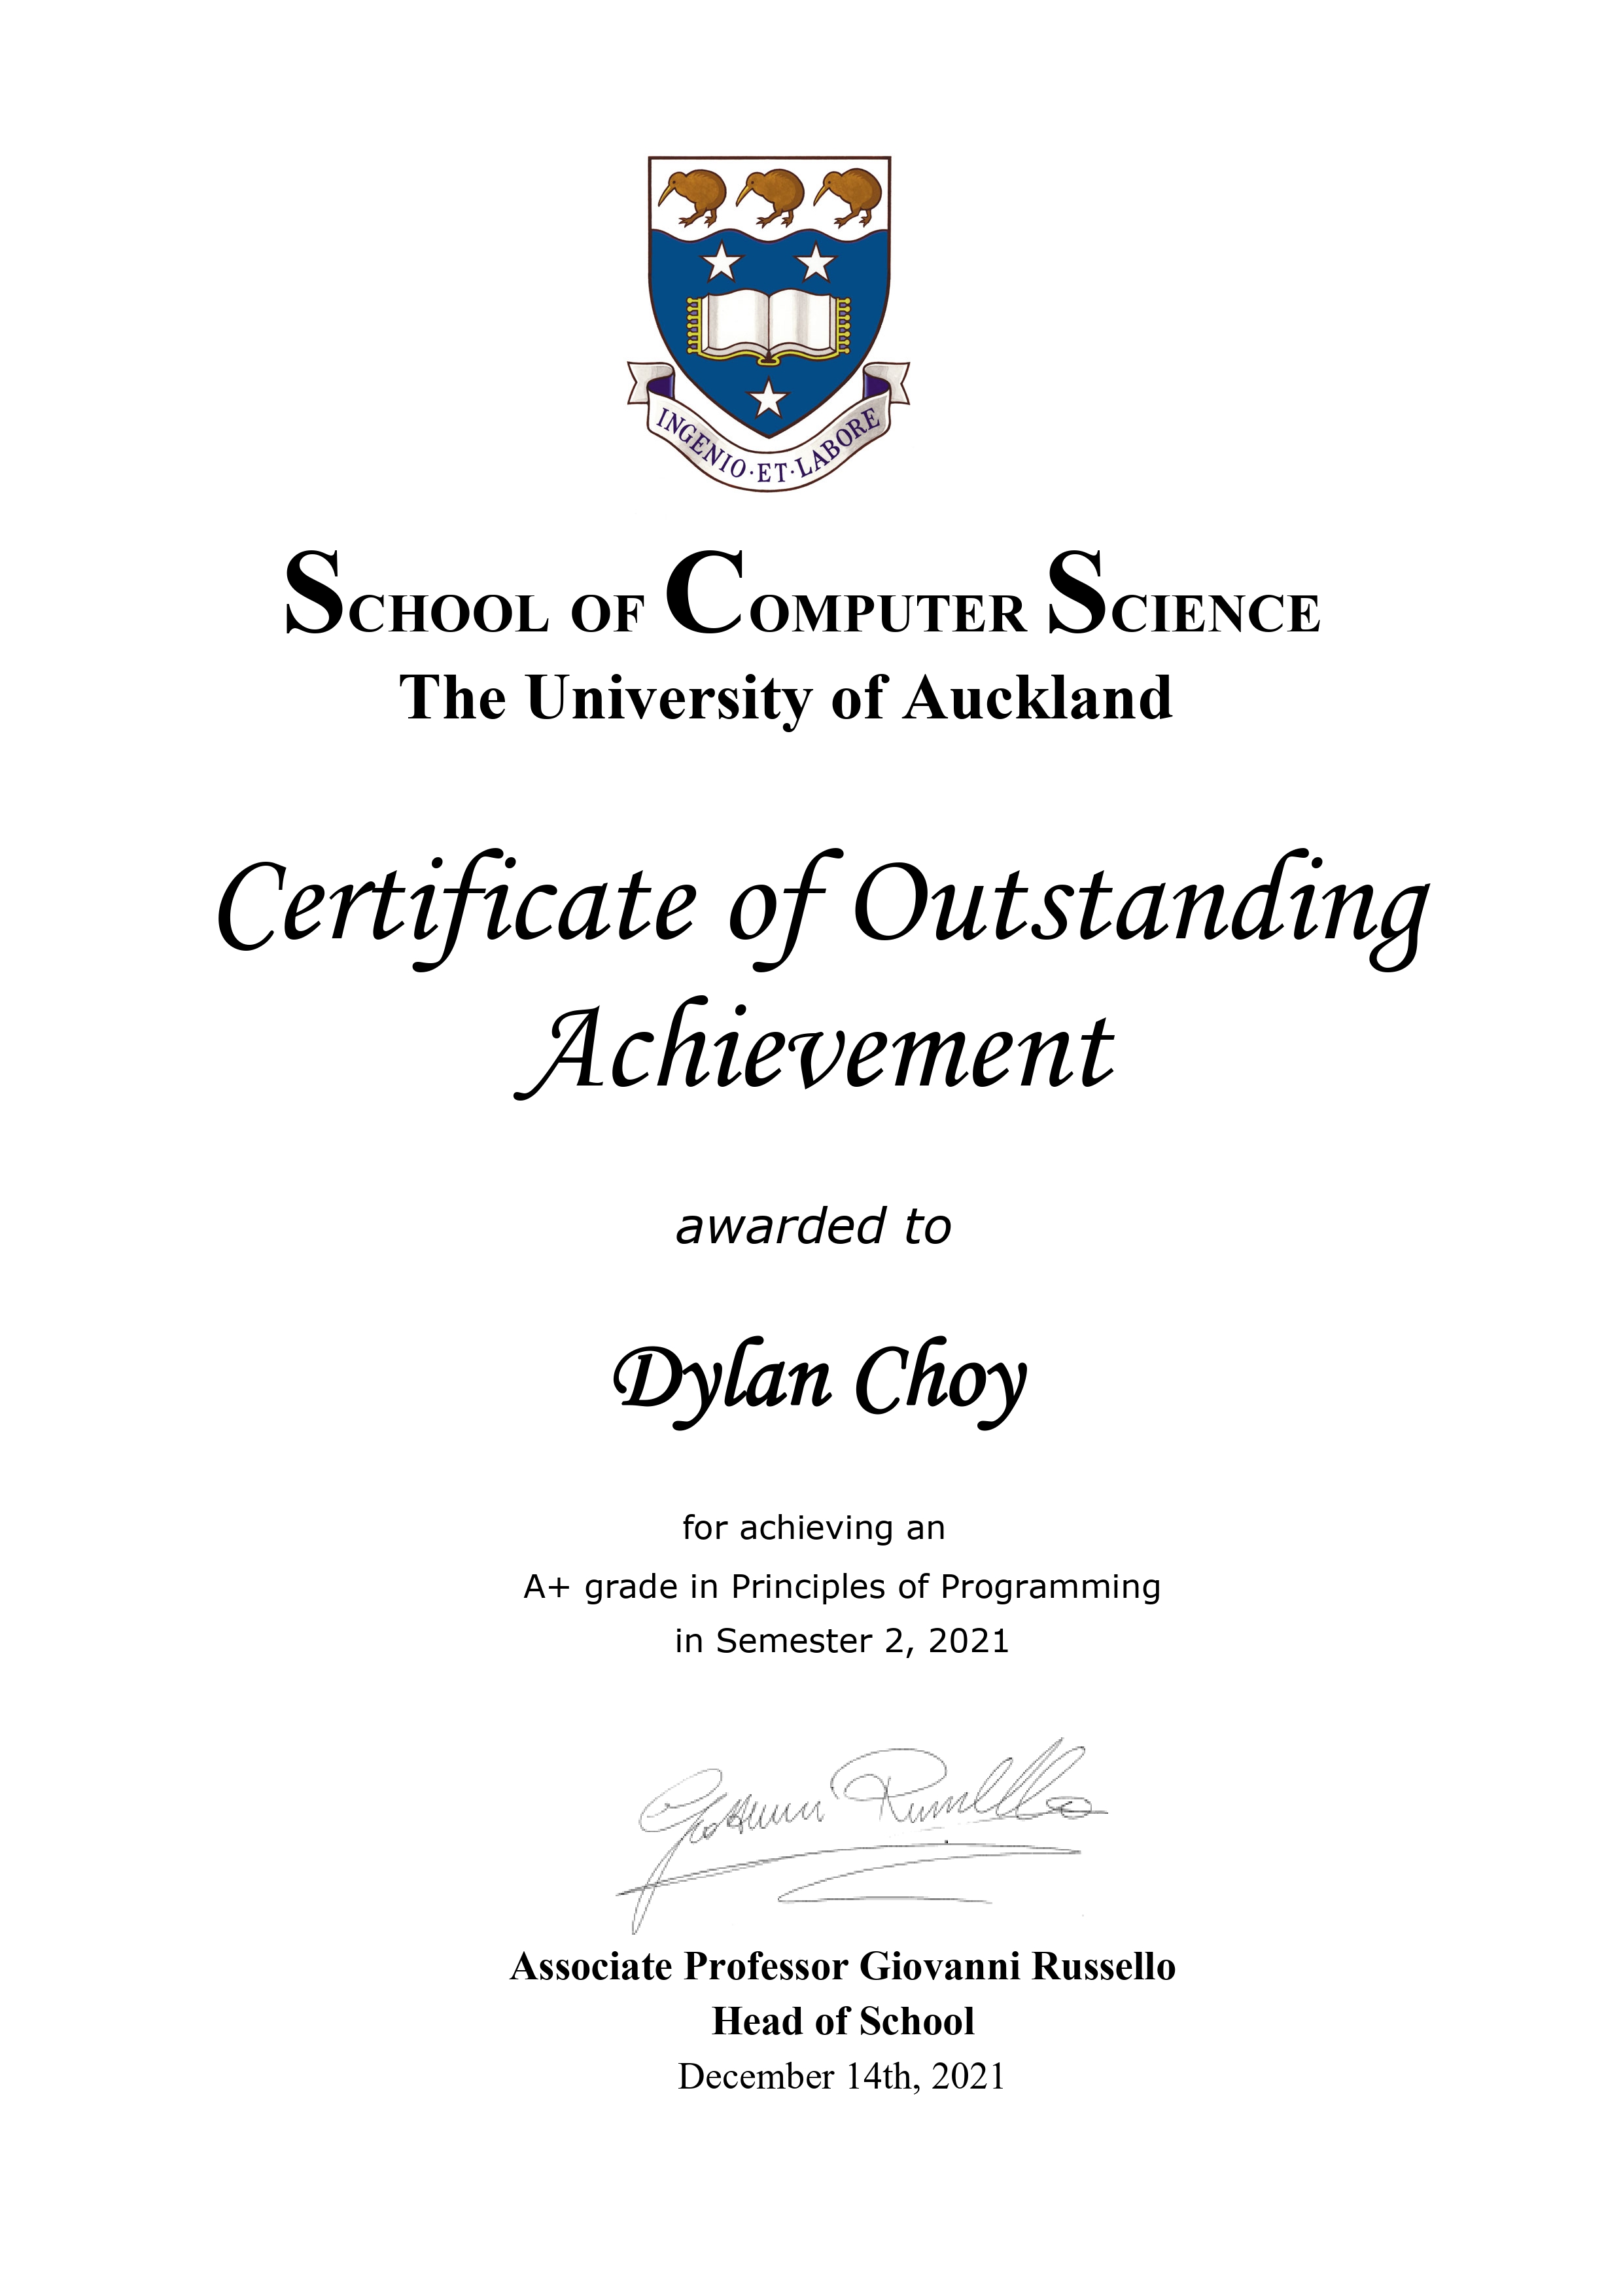 INGENIO·ET·LABORE
SCHOOL OF COMPUTER SCIENCE
The University of Auckland
Certificate of Outstanding
Achievement
awarded to
Dylan Choy
for achieving an
A+ grade in Principles of Programming
in Semester 2, 2021
Giovanni Russello
Associate Professor Giovanni Russello
Head of School
December 14th, 2021